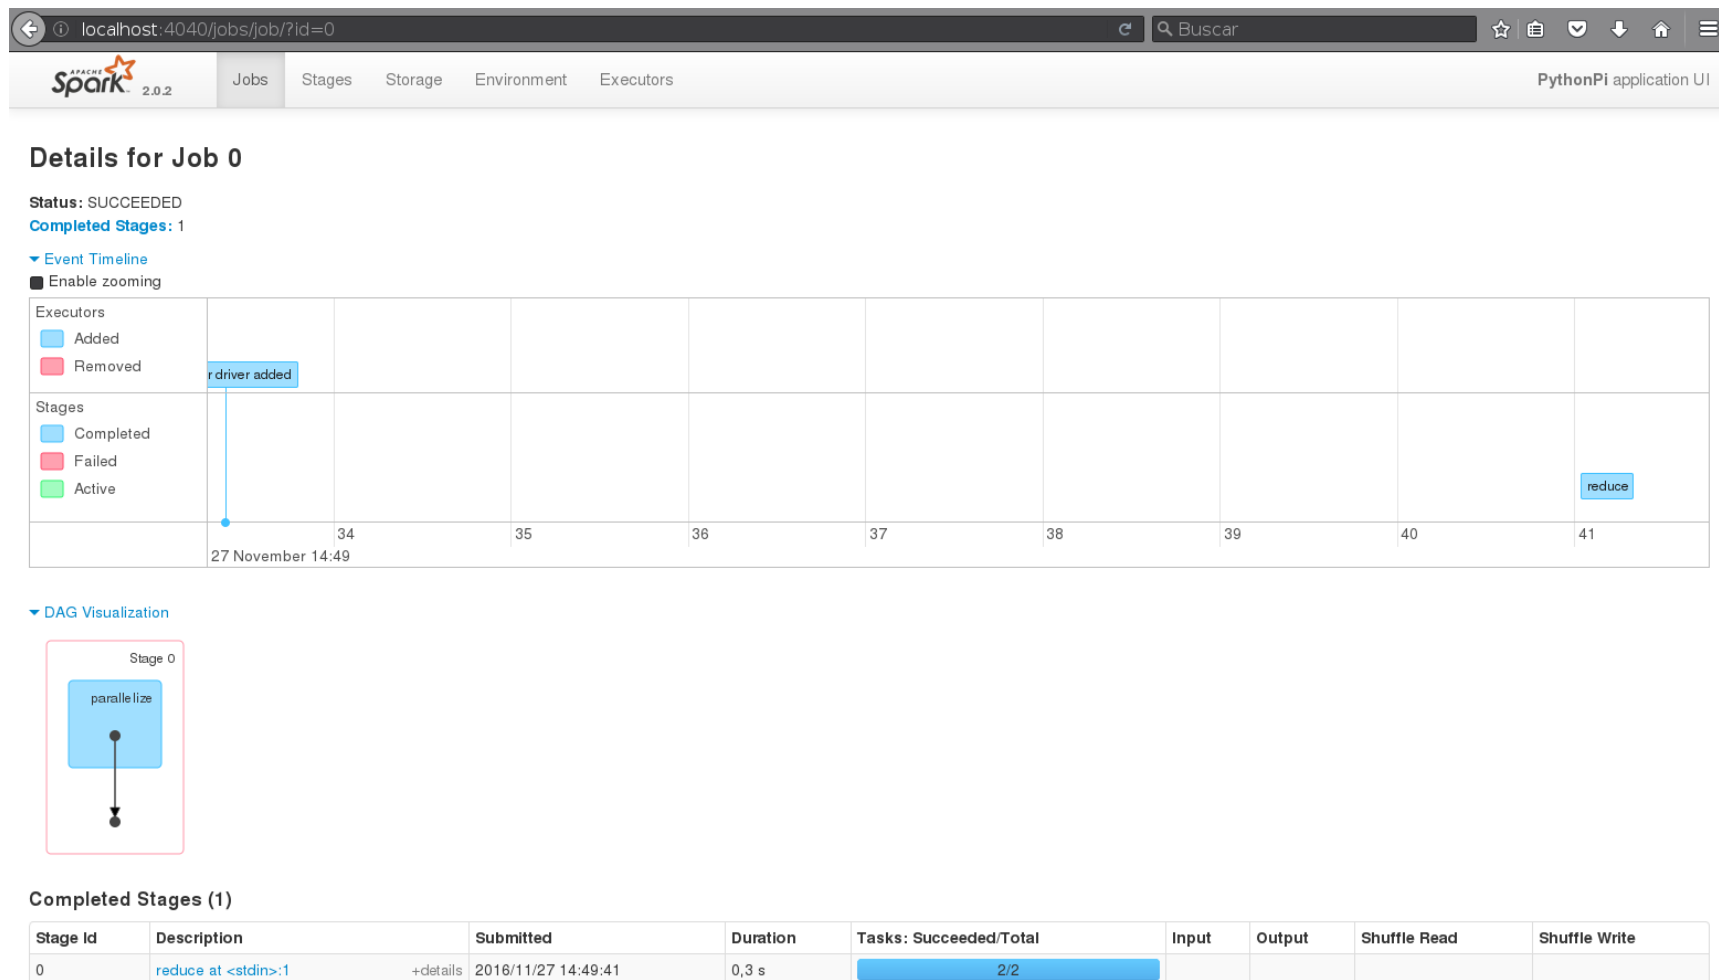 localhost:4040/jobs/job/?id=0
Buscar
APACHE Spark 2.0.2
Jobs Stages Storage Environment Executors
PythonPi application UI
Details for Job 0
Status: SUCCEEDED
Completed Stages: 1
Event Timeline
Enable zooming
Executors
Added
Removed
r driver added
Stages
Completed
Failed
Active
reduce
34 35 36 37 38 39 40 41
27 November 14:49
DAG Visualization
Stage 0
parallelize
Completed Stages (1)
Stage Id Description Submitted Duration Tasks: Succeeded/Total Input Output Shuffle Read Shuffle Write
0 reduce at <stdin>:1 +details 2016/11/27 14:49:41 0,3 s 2/2